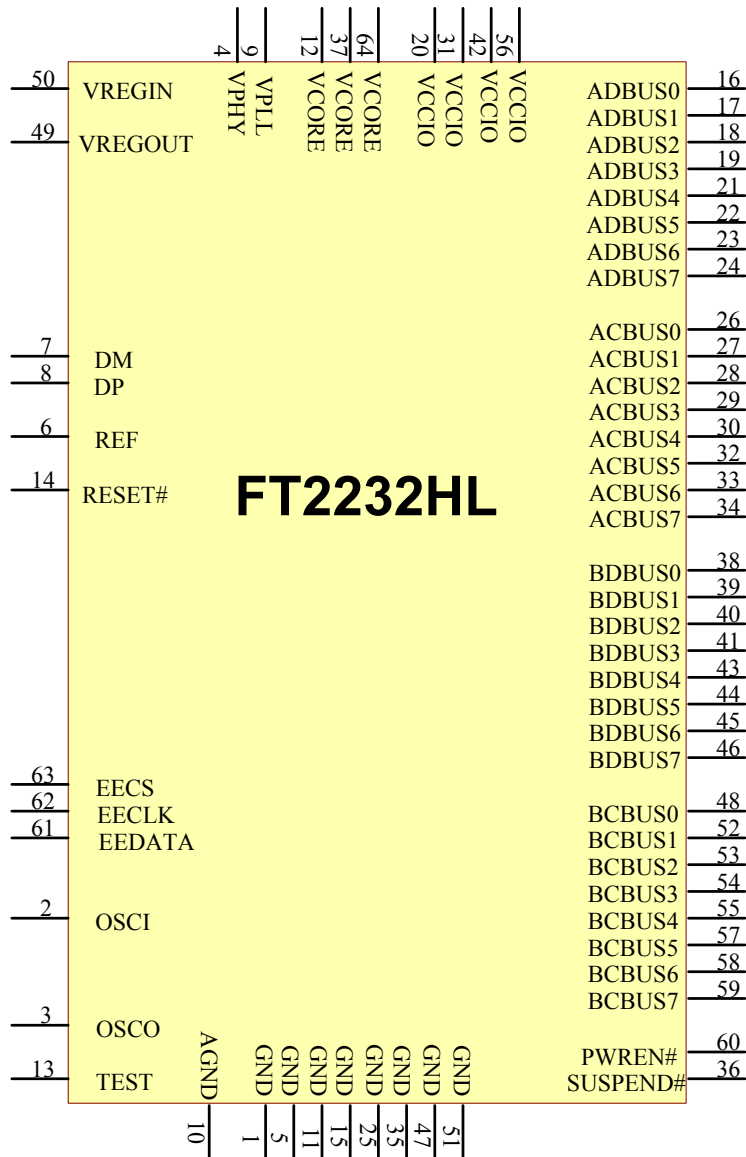 4 9 12 37 64 20 31 42 56
VPHY VPLL VCORE VCORE VCORE VCCIO VCCIO VCCIO VCCIO
50 VREGIN
49 VREGOUT
7 DM
8 DP
6 REF
14 RESET#
63 EECS
62 EECLK
61 EEDATA
2 OSCI
3 OSCO
13 TEST
FT2232HL
ADBUS0 16
ADBUS1 17
ADBUS2 18
ADBUS3 19
ADBUS4 21
ADBUS5 22
ADBUS6 23
ADBUS7 24
ACBUS0 26
ACBUS1 27
ACBUS2 28
ACBUS3 29
ACBUS4 30
ACBUS5 32
ACBUS6 33
ACBUS7 34
BDBUS0 38
BDBUS1 39
BDBUS2 40
BDBUS3 41
BDBUS4 43
BDBUS5 44
BDBUS6 45
BDBUS7 46
BCBUS0 48
BCBUS1 52
BCBUS2 53
BCBUS3 54
BCBUS4 55
BCBUS5 57
BCBUS6 58
BCBUS7 59
PWREN# 60
SUSPEND# 36
AGND GND GND GND GND GND GND GND GND
10 1 5 11 15 25 35 47 51